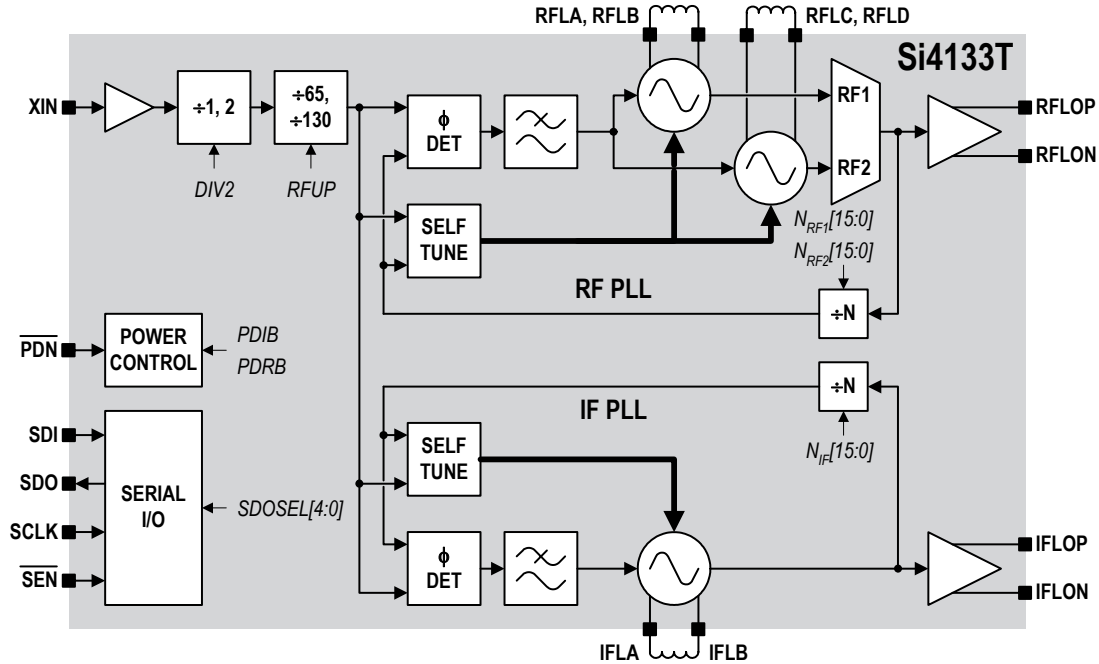 RFLA, RFLB
RFLC, RFLD
Si4133T
XIN
÷1, 2
÷65,
÷130
ϕ
DET
RF1
RF2
RFLOP
RFLON
DIV2
RFUP
SELF
TUNE
N_RF1[15:0]
N_RF2[15:0]
RF PLL
÷N
PDN
POWER
CONTROL
PDIB
PDRB
÷N
IF PLL
N_IF[15:0]
SDI
SDO
SCLK
SEN
SERIAL
I/O
SDOSEL[4:0]
SELF
TUNE
ϕ
DET
IFLOP
IFLON
IFLA
IFLB